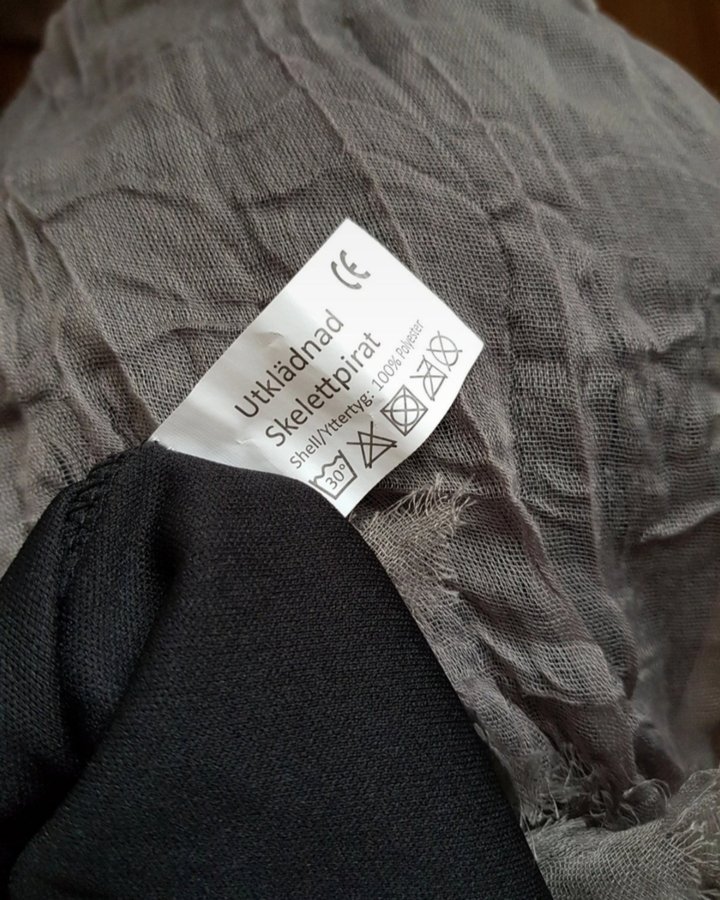 CE
Utklädnad
Skelettpirat
Shell/Yttertyg: 100% Polyester
30°